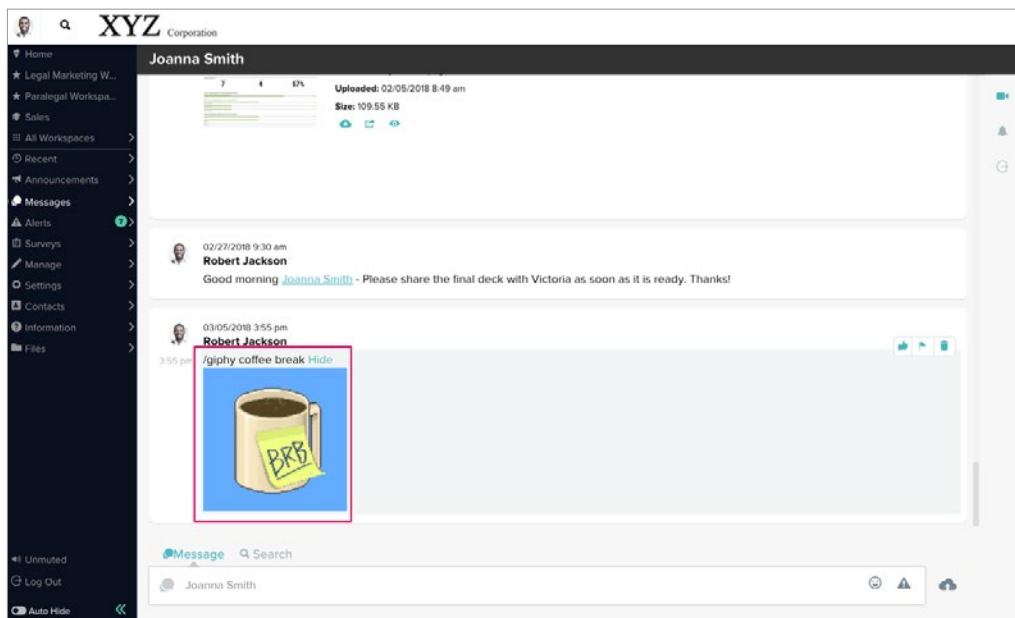 XYZ Corporation
Home
Legal Marketing W...
Paralegal Workspa...
Sales
All Workspaces
Recent
Announcements
Messages
Alerts 7
Surveys
Manage
Settings
Contacts
Information
Files
Unmuted
Log Out
Auto Hide
Joanna Smith
7 4 57%
Uploaded: 02/05/2018 8:49 am
Size: 109.55 KB
02/27/2018 9:30 am
Robert Jackson
Good morning Joanna Smith - Please share the final deck with Victoria as soon as it is ready. Thanks!
03/05/2018 3:55 pm
Robert Jackson
3:55 pm /giphy coffee break Hide
BRB
Message Search
Joanna Smith